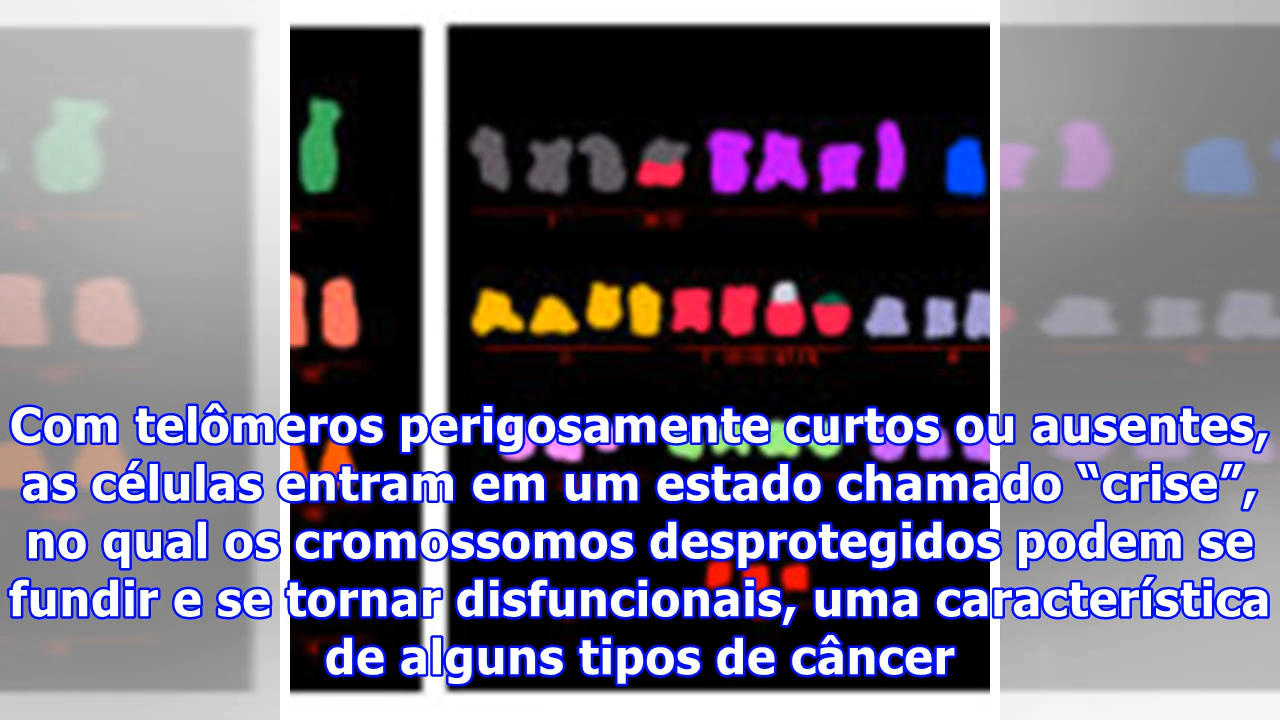 Com telômeros perigosamente curtos ou ausentes,
as células entram em um estado chamado “crise”,
no qual os cromossomos desprotegidos podem se
fundir e se tornar disfuncionais, uma característica
de alguns tipos de câncer